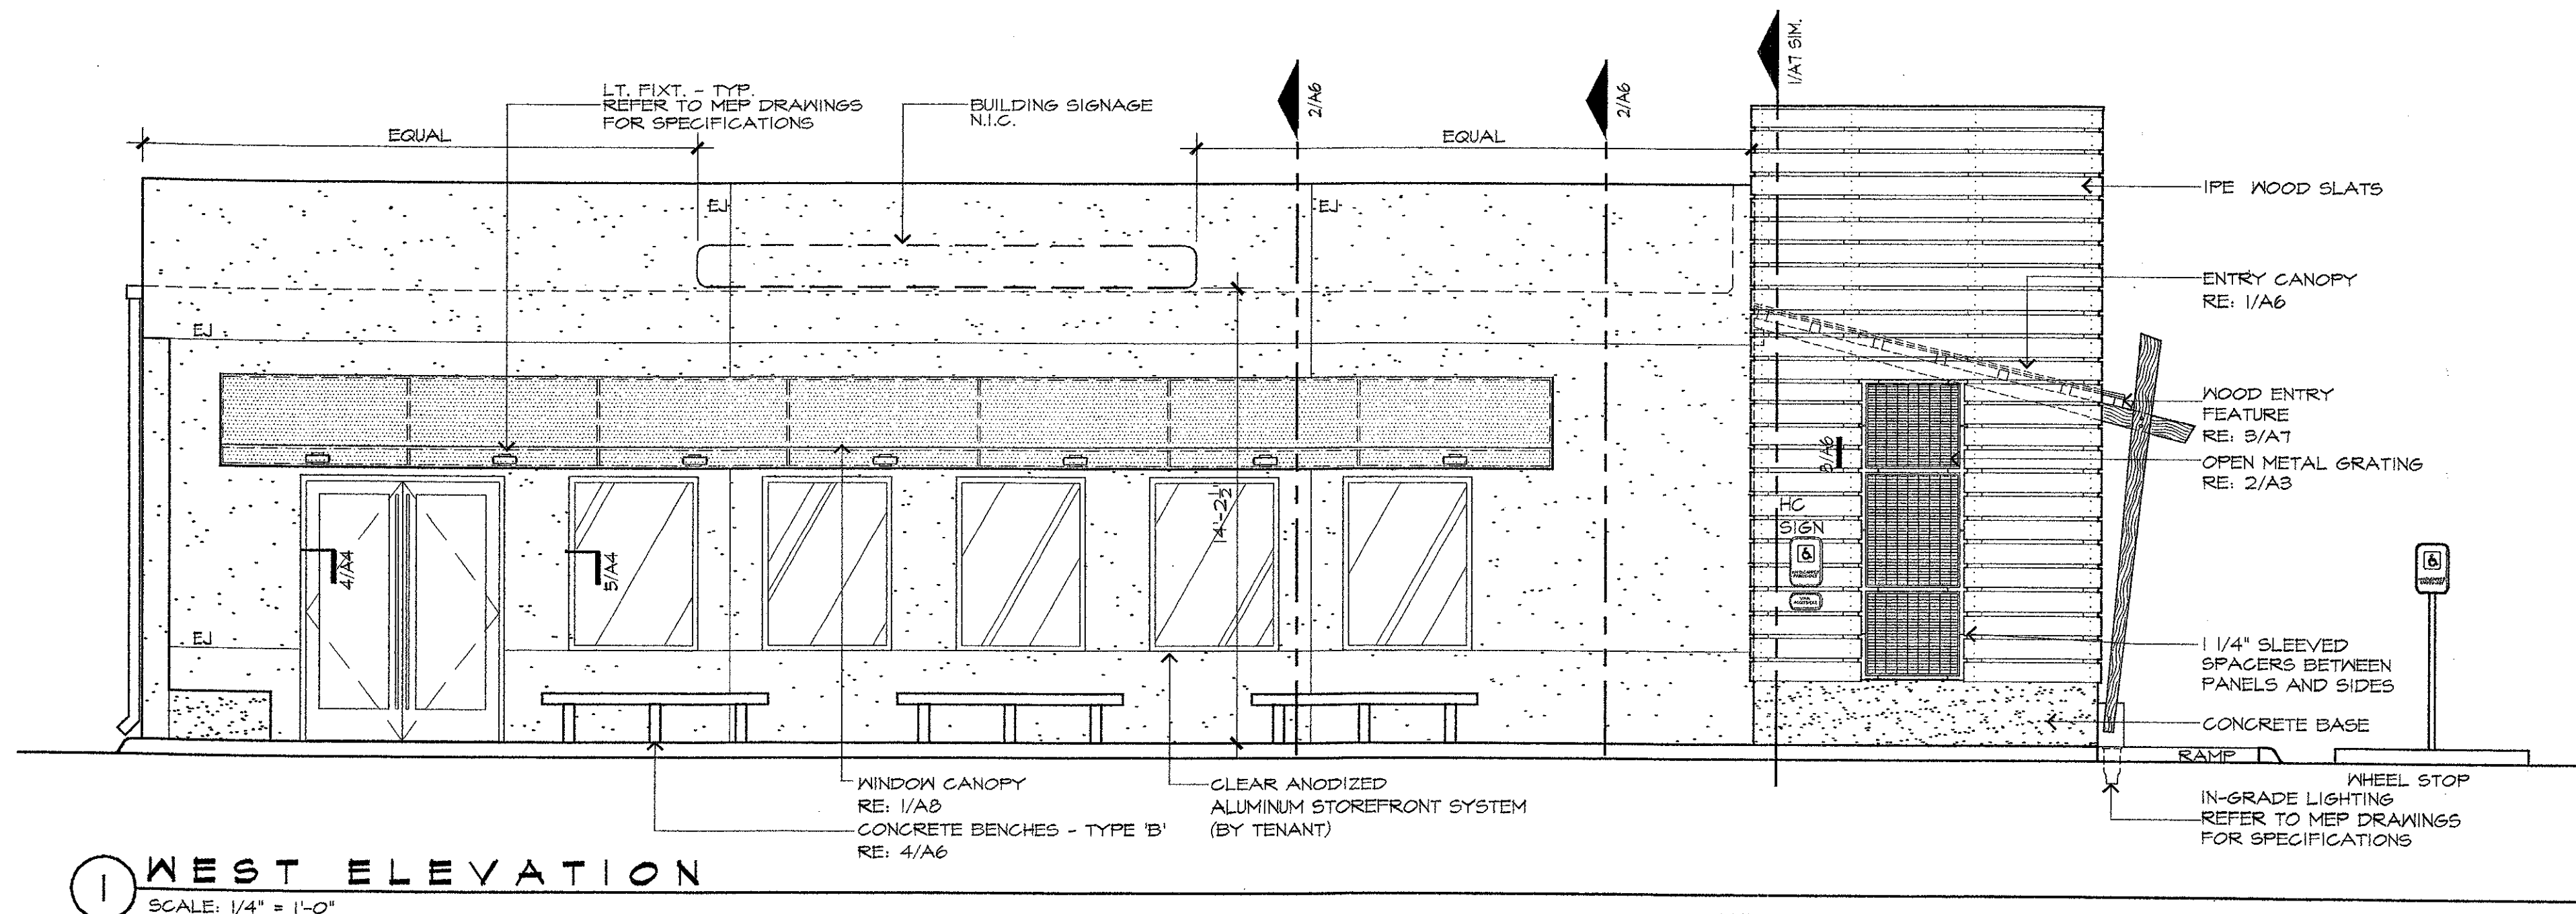 1/A7 SIM.
2/A6
2/A6
LT. FIXT. - TYP.
REFER TO MEP DRAWINGS
FOR SPECIFICATIONS
BUILDING SIGNAGE
N.I.C.
EQUAL
EQUAL
EJ
EJ
IPE WOOD SLATS
ENTRY CANOPY
RE: 1/A6
EJ
WOOD ENTRY
FEATURE
RE: 3/A7
3/A6
OPEN METAL GRATING
RE: 2/A3
14'-2½"
HC
SIGN
4/A4
5/A4
EJ
1 1/4" SLEEVED
SPACERS BETWEEN
PANELS AND SIDES
CONCRETE BASE
RAMP
WHEEL STOP
WINDOW CANOPY
RE: 1/A8
CONCRETE BENCHES - TYPE 'B'
RE: 4/A6
CLEAR ANODIZED
ALUMINUM STOREFRONT SYSTEM
(BY TENANT)
IN-GRADE LIGHTING
REFER TO MEP DRAWINGS
FOR SPECIFICATIONS
1 WEST ELEVATION
SCALE: 1/4" = 1'-0"